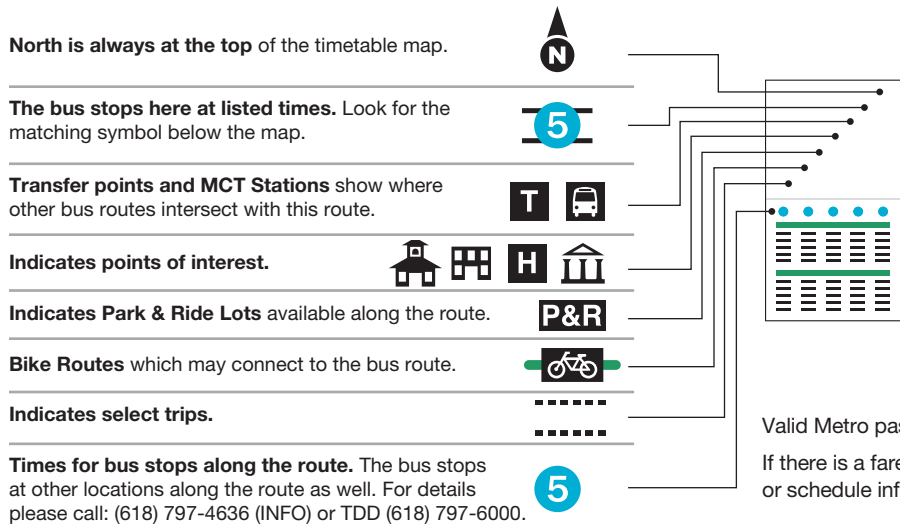 North is always at the top of the timetable map.
N
The bus stops here at listed times. Look for the
matching symbol below the map.
5
Transfer points and MCT Stations show where
other bus routes intersect with this route.
T
Indicates points of interest.
H
Indicates Park & Ride Lots available along the route.
P&R
Bike Routes which may connect to the bus route.
Indicates select trips.
Times for bus stops along the route. The bus stops
at other locations along the route as well. For details
please call: (618) 797-4636 (INFO) or TDD (618) 797-6000.
5
Valid Metro pas
If there is a fare
or schedule inf